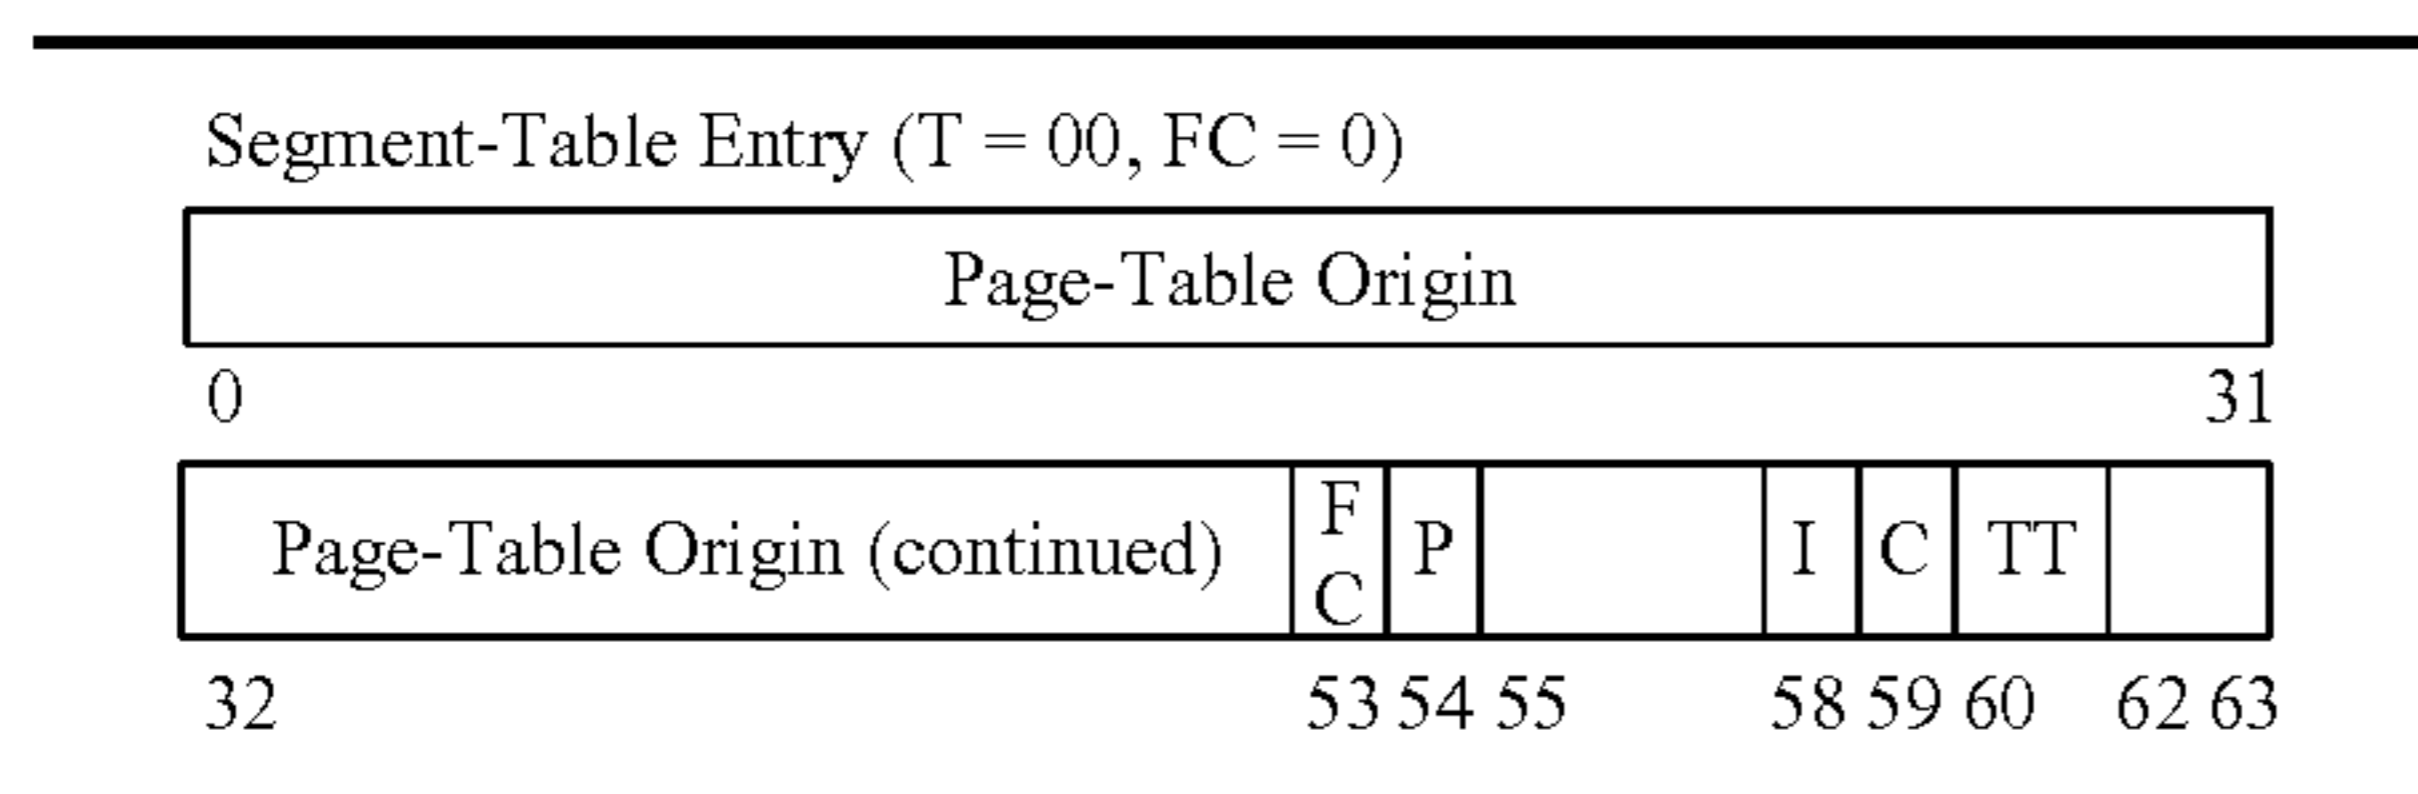 Segment-Table Entry (T = 00, FC = 0)
Page-Table Origin
0 31
Page-Table Origin (continued) F C P I C TT
32 53 54 55 58 59 60 62 63